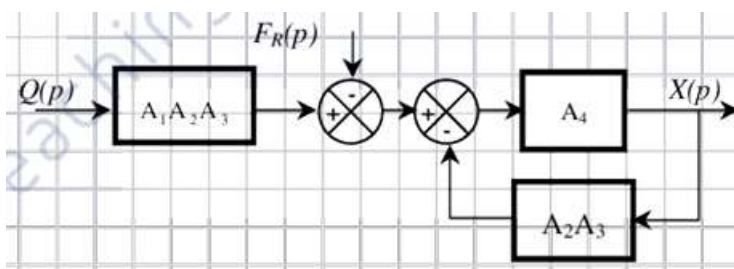 F_R(p)
Q(p) A₁A₂A₃ + - + - A₄ X(p)
A₂A₃